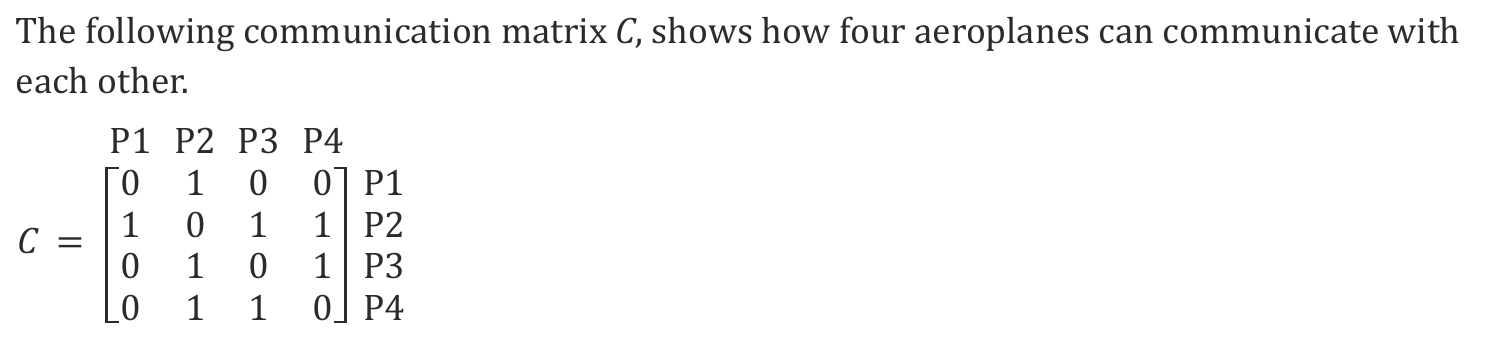 The following communication matrix C, shows how four aeroplanes can communicate with
each other.
P1 P2 P3 P4
0 1 0 0 P1
1 0 1 1 P2
C =
0 1 0 1 P3
0 1 1 0 P4